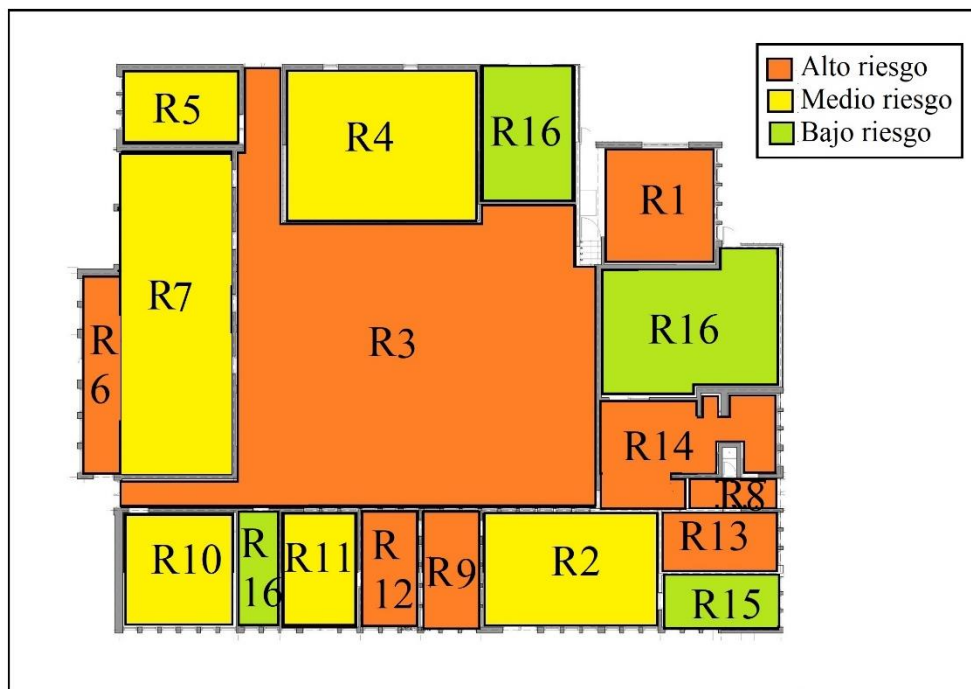 Alto riesgo
Medio riesgo
Bajo riesgo
R5
R4
R16
R1
R7
R
6
R3
R16
R14
R8
R10
R
16
R11
R
12
R9
R2
R13
R15